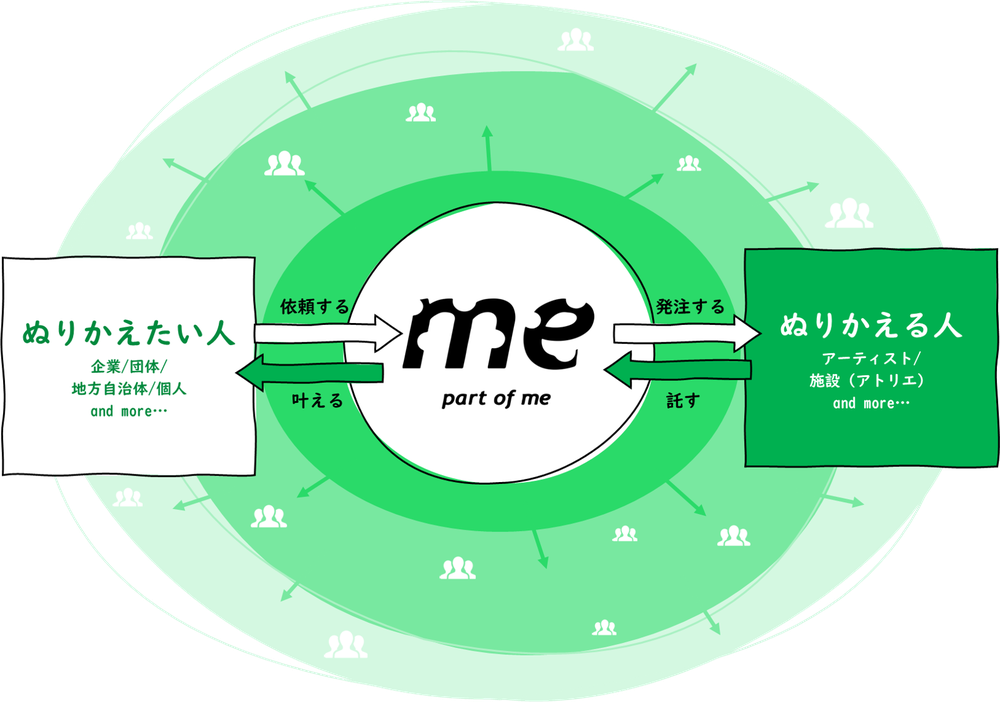 ぬりかえたい人
企業/団体/
地方自治体/個人
and more…
依頼する
叶える
me
part of me
発注する
託す
ぬりかえる人
アーティスト/
施設（アトリエ）
and more…